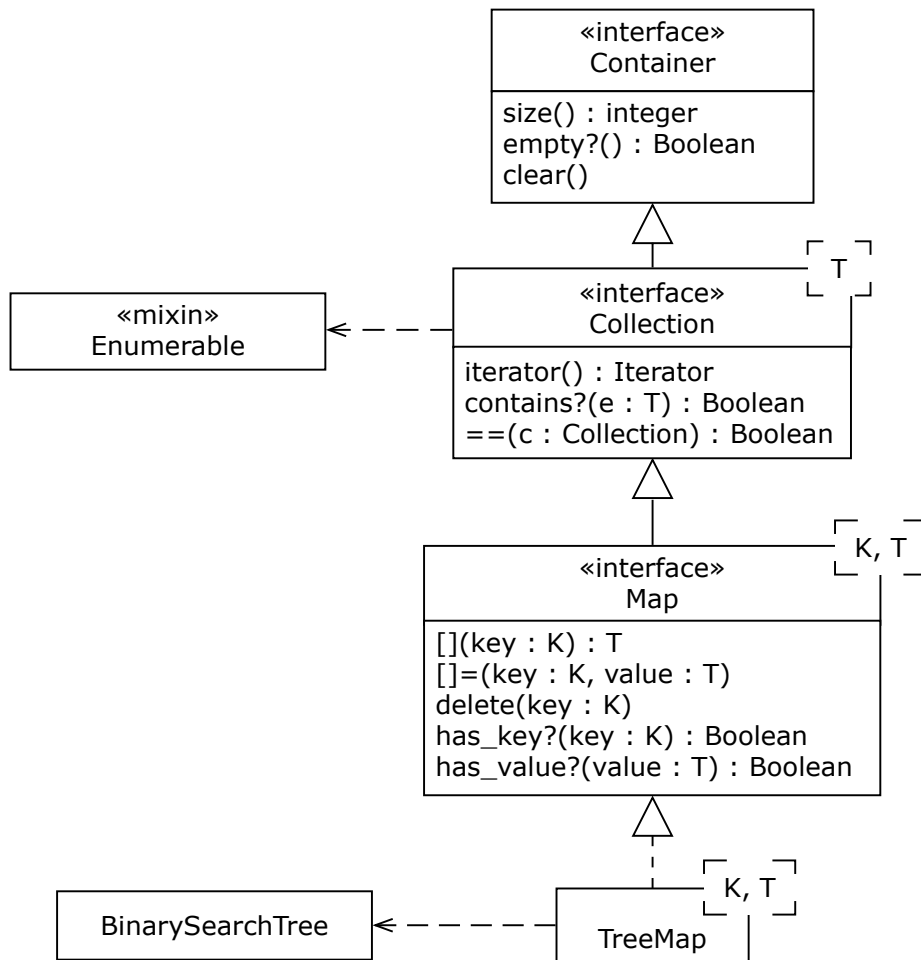 «interface»
Container
size() : integer
empty?() : Boolean
clear()
T
«interface»
Collection
«mixin»
Enumerable
iterator() : Iterator
contains?(e : T) : Boolean
==(c : Collection) : Boolean
K, T
«interface»
Map
[](key : K) : T
[]=(key : K, value : T)
delete(key : K)
has_key?(key : K) : Boolean
has_value?(value : T) : Boolean
K, T
BinarySearchTree
TreeMap